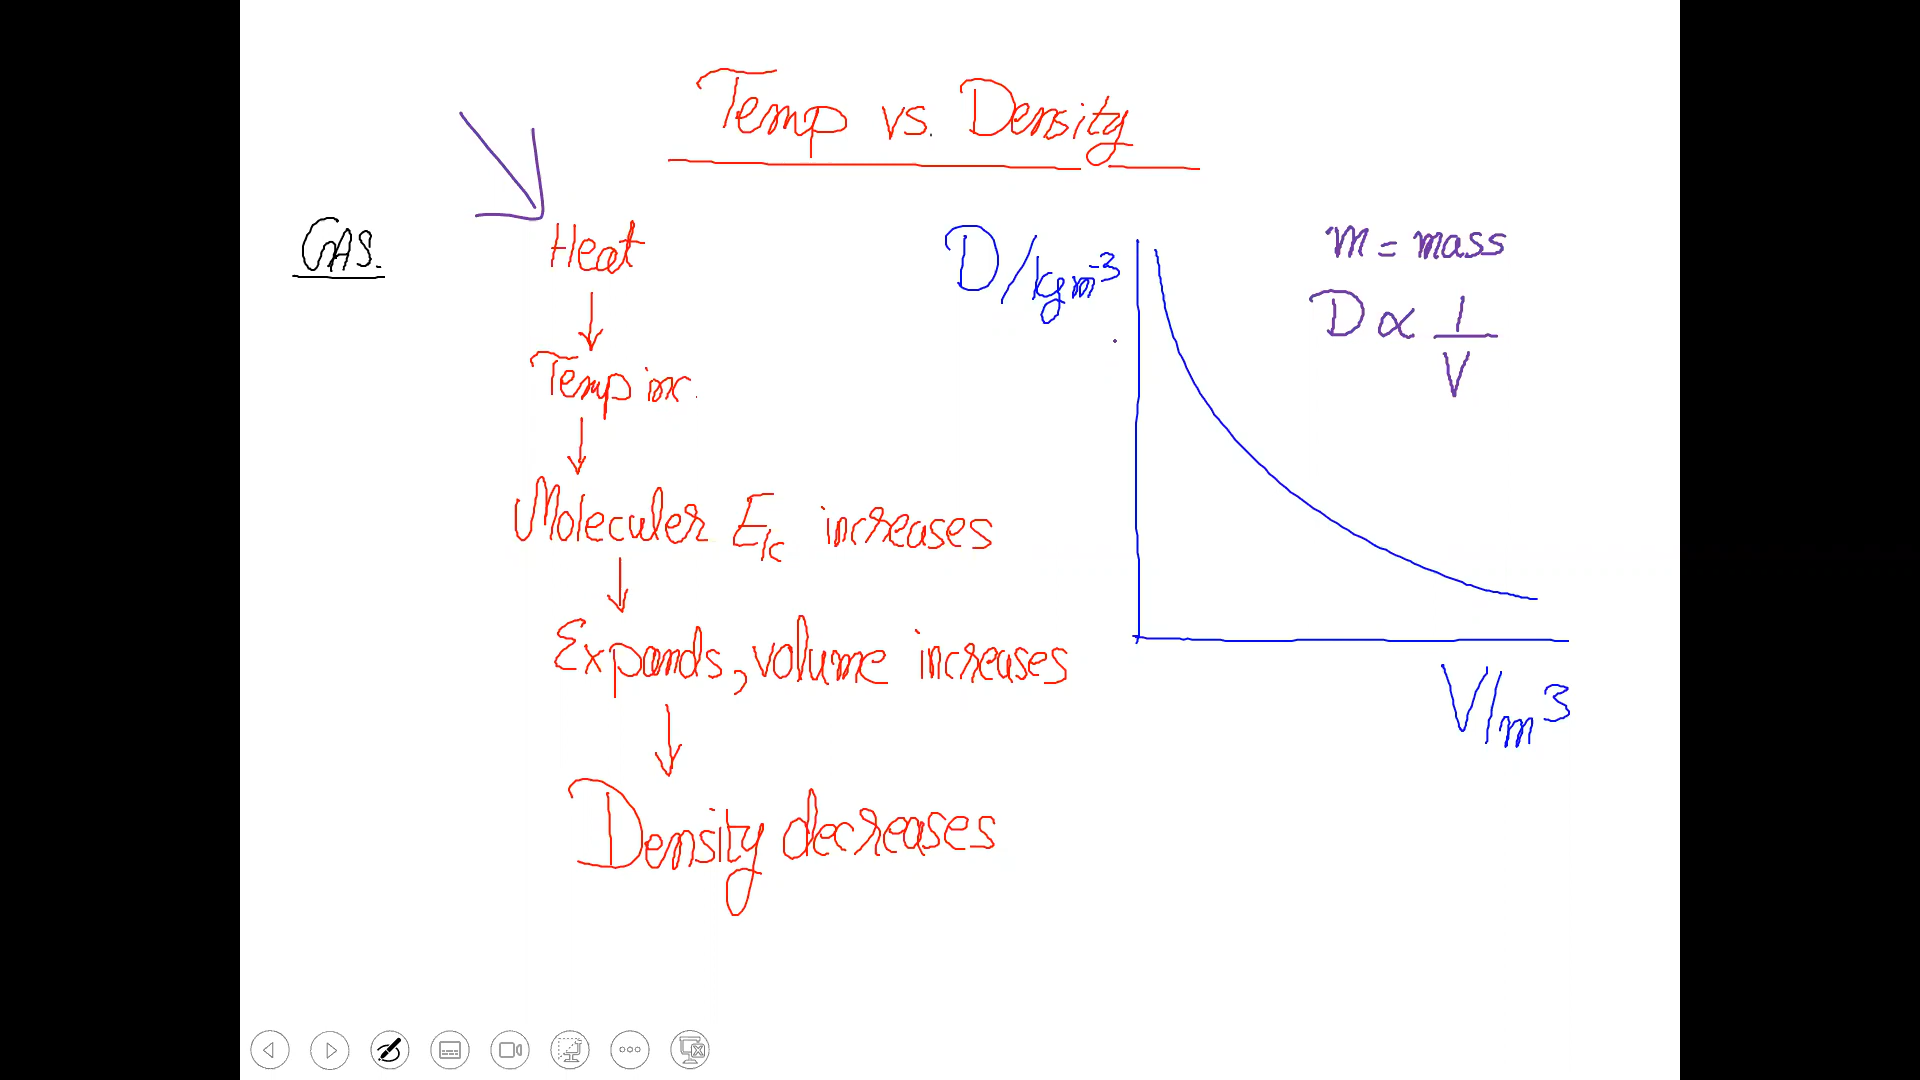 Temp vs. Density
GAS.
Heat
Temp inc.
Moleculer Ek increases
Expands, volume increases
Density decreases
D/kgm⁻³
V/m³
m = mass
D ∝ 1/V